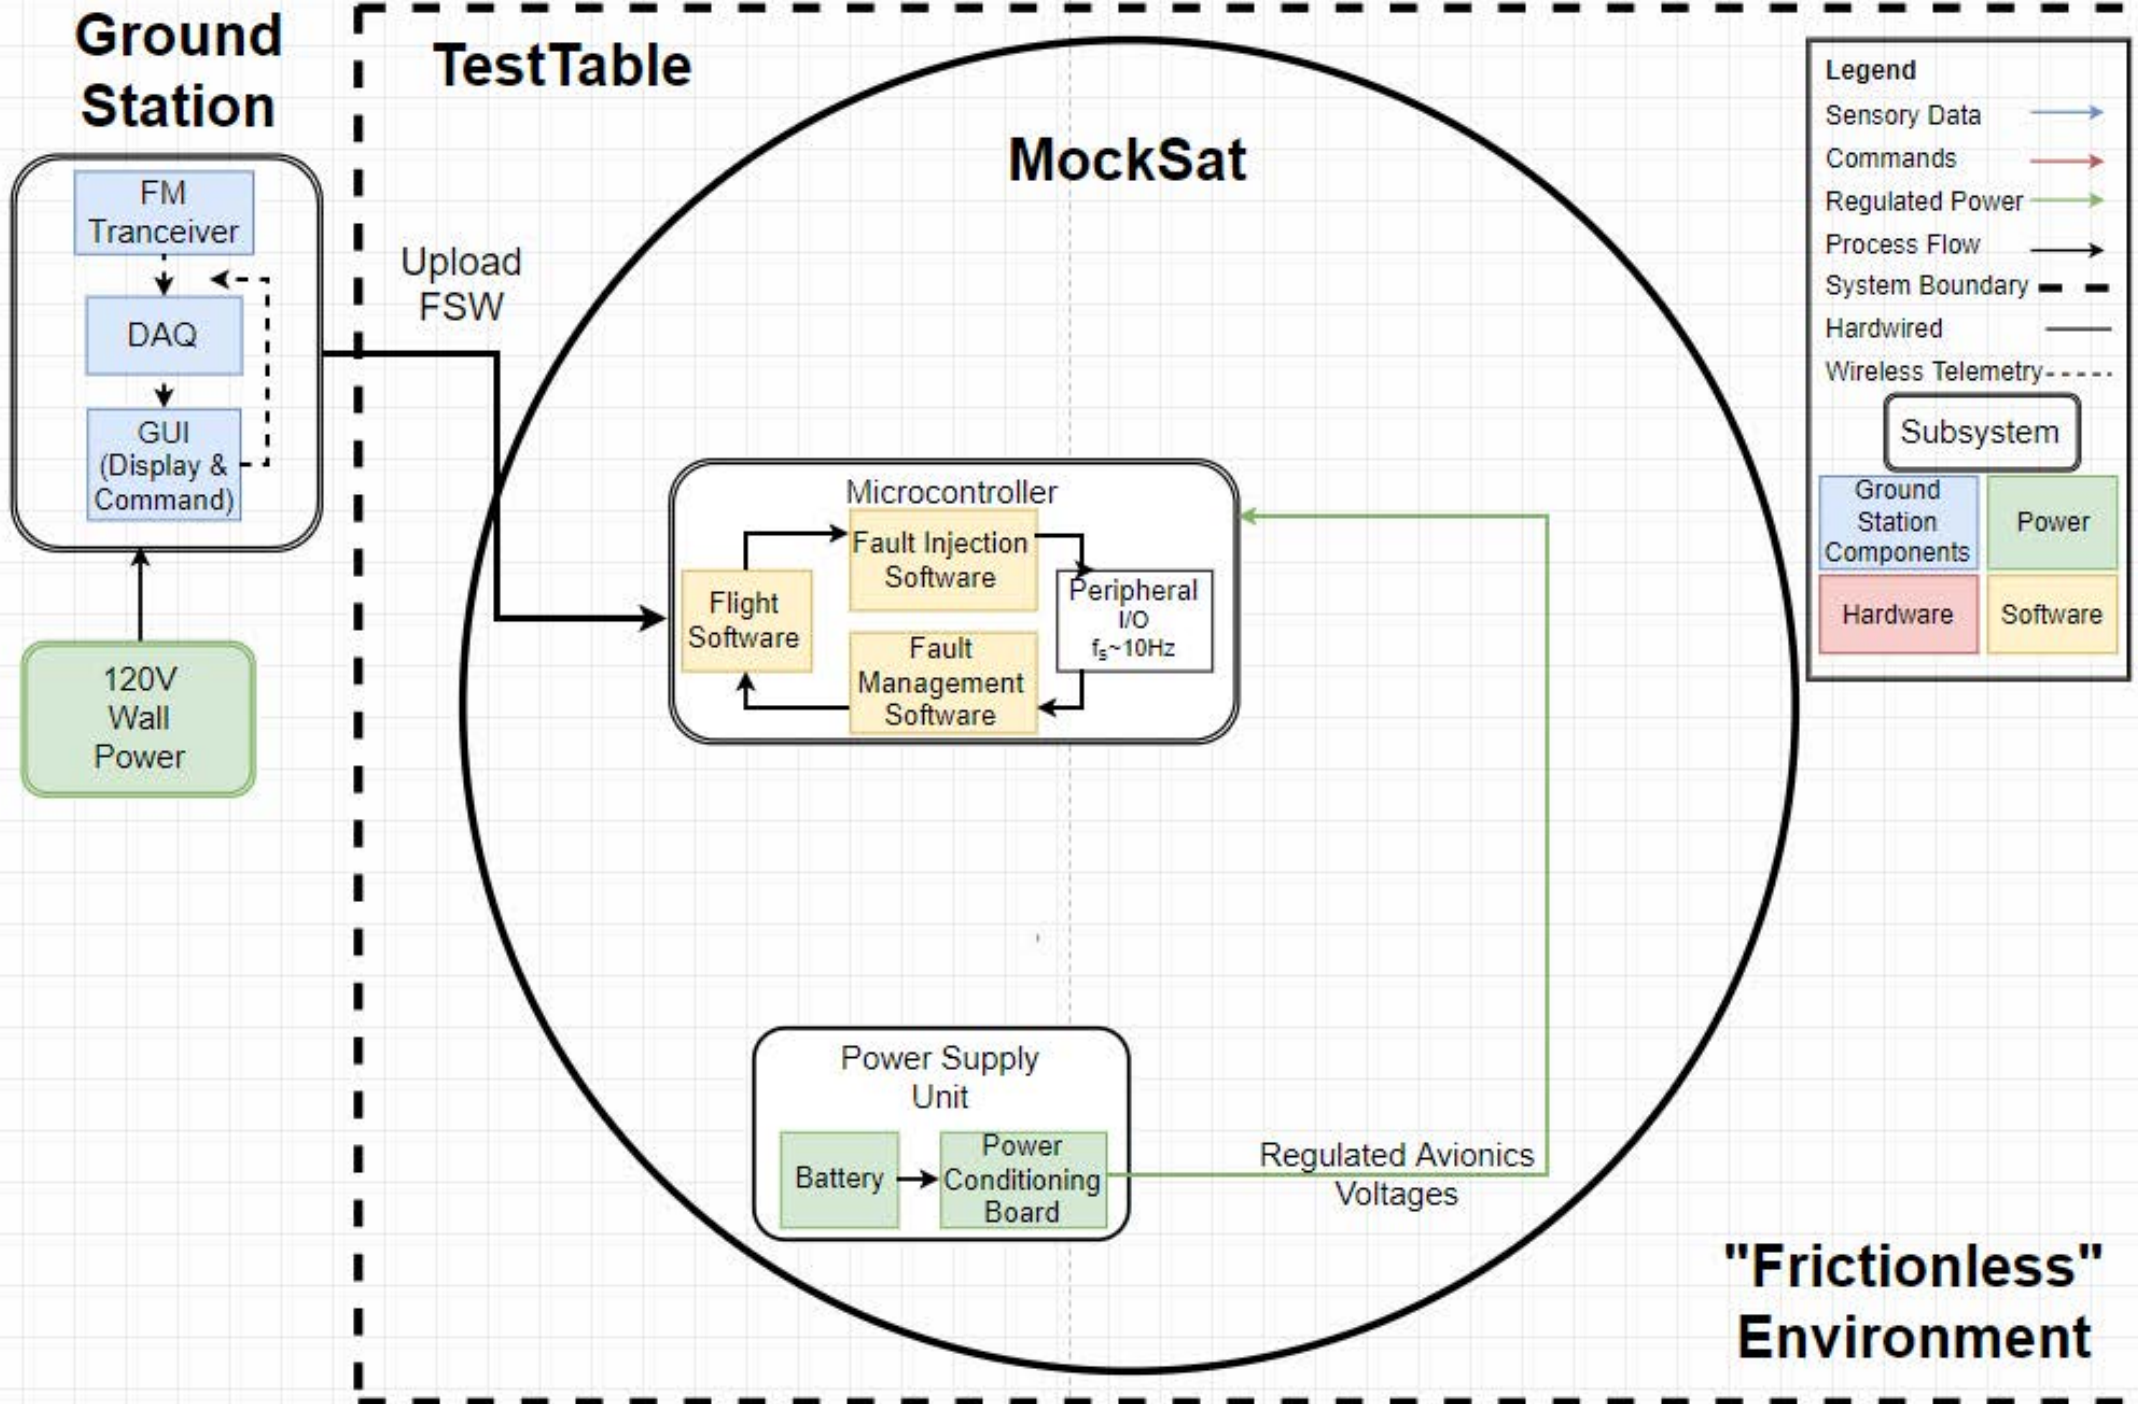 Ground
Station
TestTable
MockSat
FM
Tranceiver
DAQ
GUI
(Display &
Command)
120V
Wall
Power
Upload
FSW
Microcontroller
Fault Injection
Software
Flight
Software
Peripheral
I/O
fs~10Hz
Fault
Management
Software
Power Supply
Unit
Battery
Power
Conditioning
Board
Regulated Avionics
Voltages
Legend
Sensory Data
Commands
Regulated Power
Process Flow
System Boundary
Hardwired
Wireless Telemetry
Subsystem
Ground
Station
Components
Power
Hardware
Software
"Frictionless"
Environment